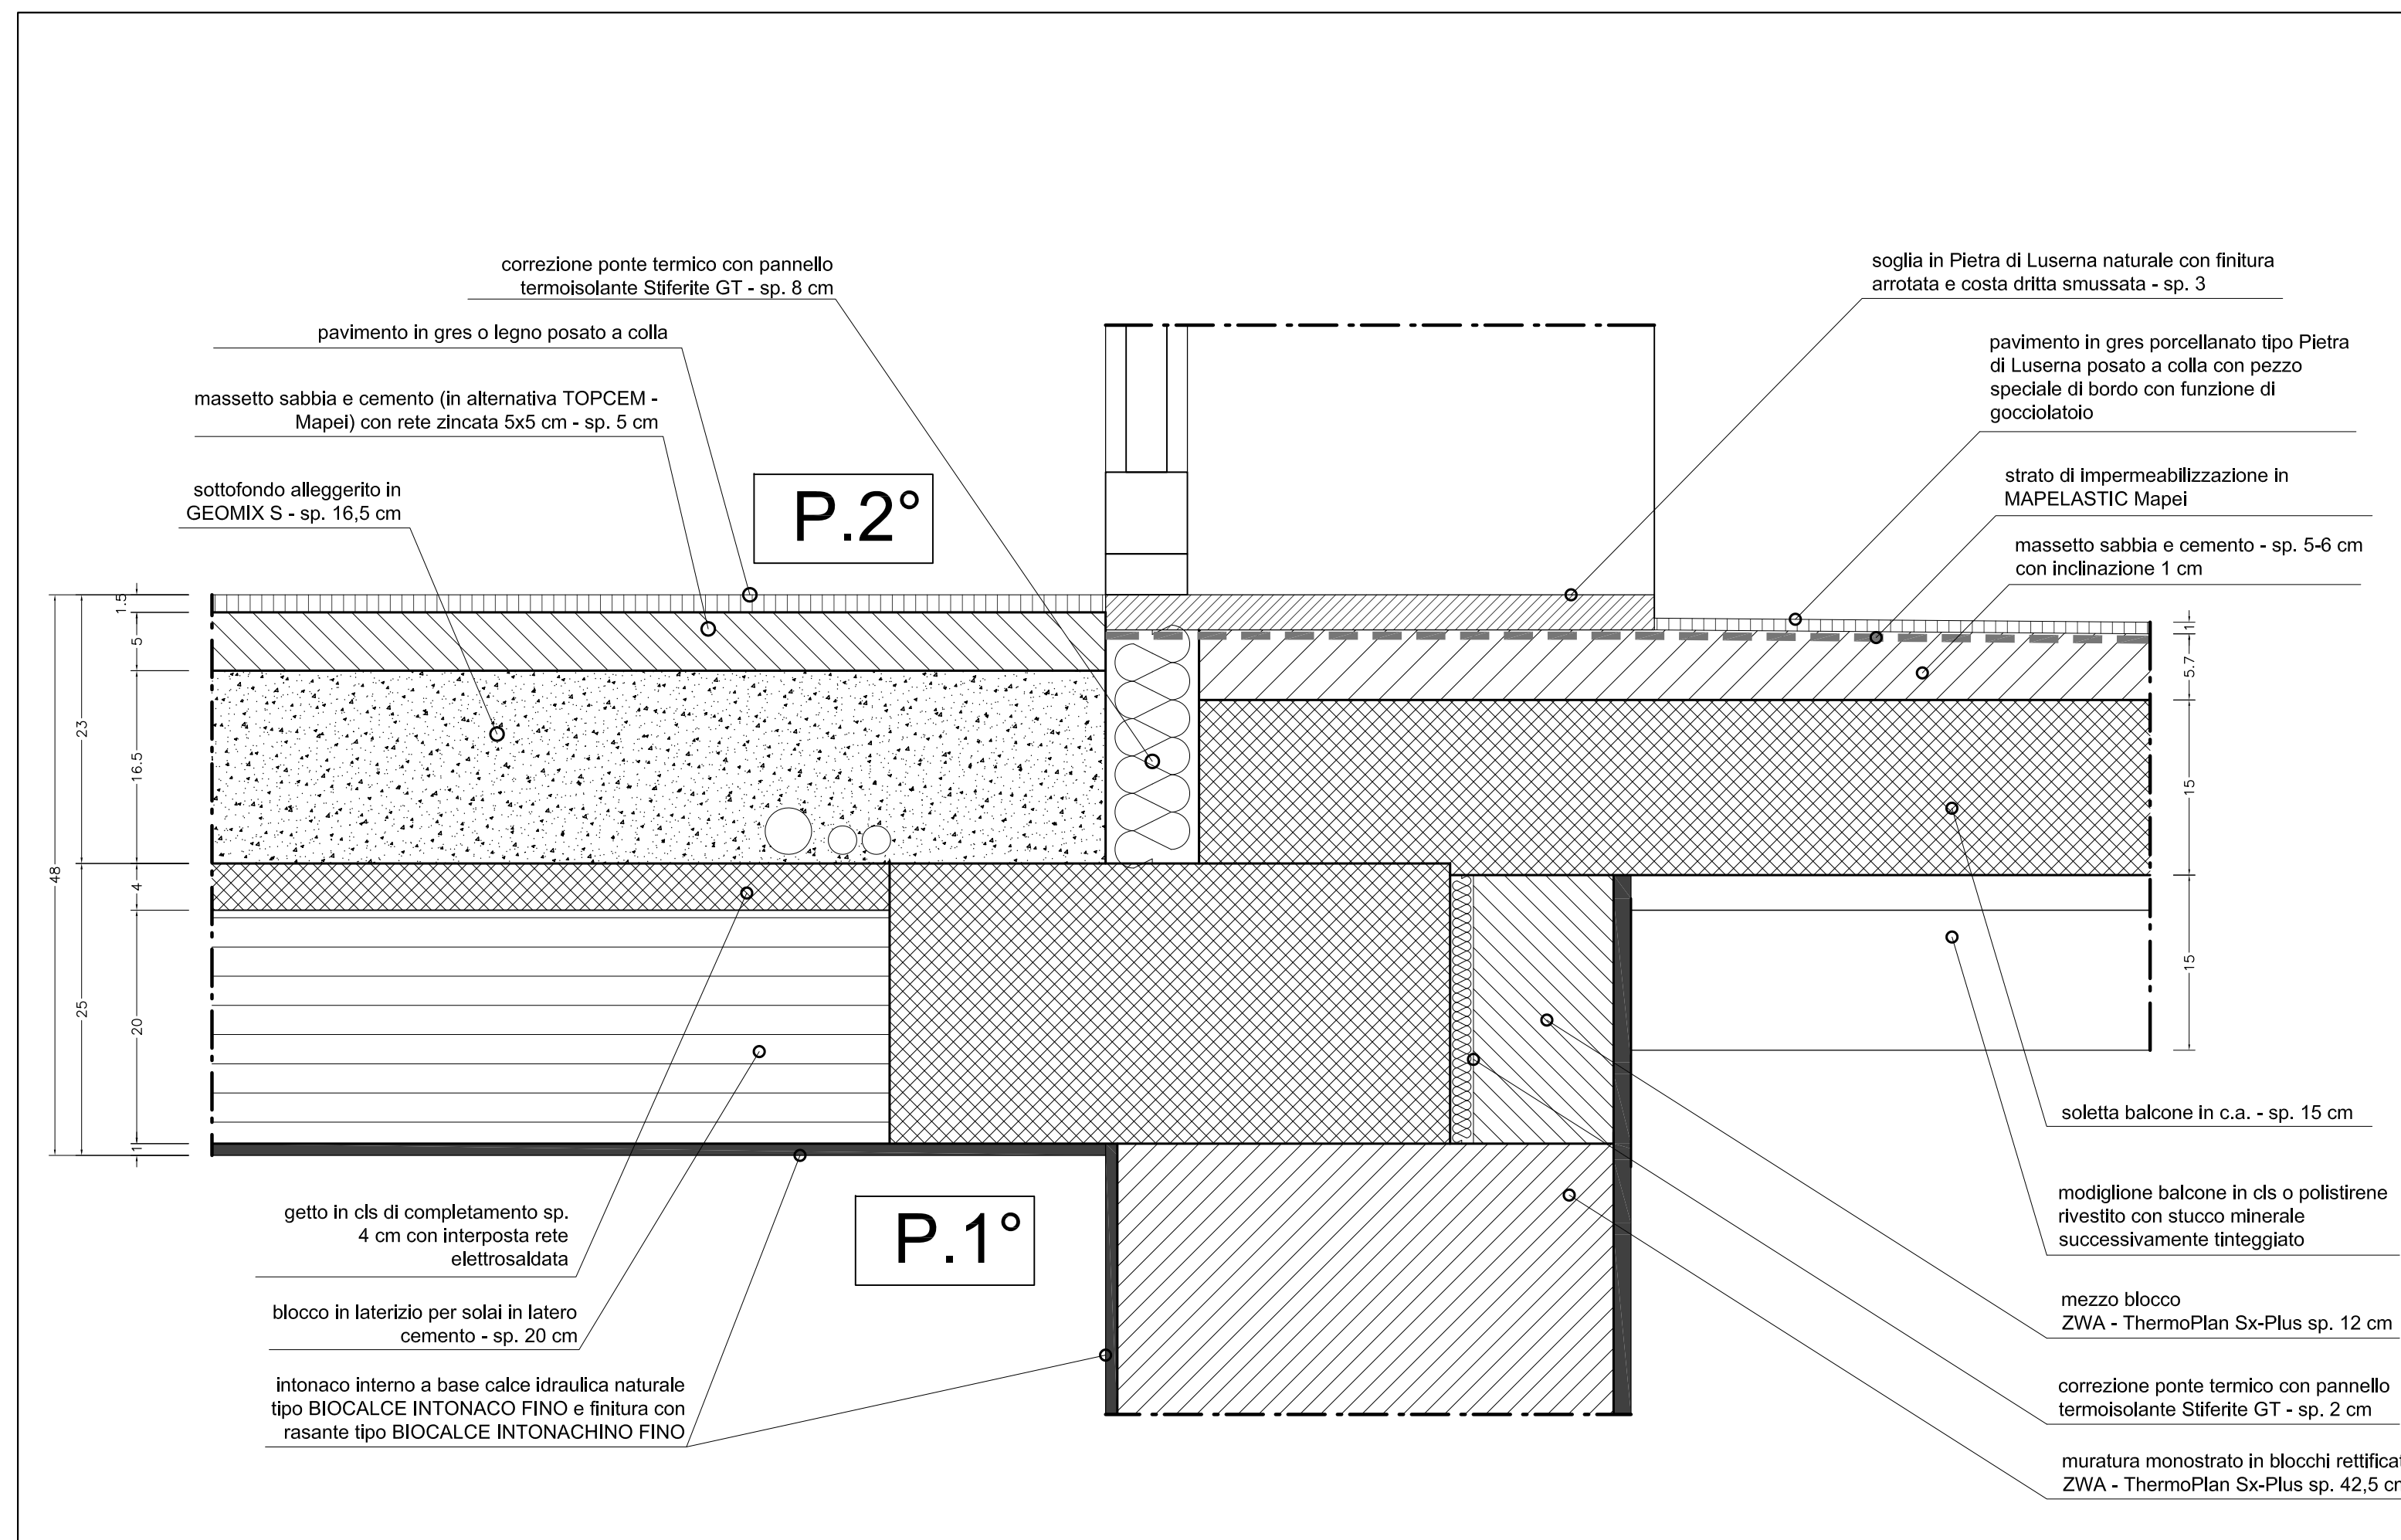 correzione ponte termico con pannello
termoisolante Stiferite GT - sp. 8 cm
pavimento in gres o legno posato a colla
massetto sabbia e cemento (in alternativa TOPCEM -
Mapei) con rete zincata 5x5 cm - sp. 5 cm
sottofondo alleggerito in
GEOMIX S - sp. 16,5 cm
P.2°
soglia in Pietra di Luserna naturale con finitura
arrotata e costa dritta smussata - sp. 3
pavimento in gres porcellanato tipo Pietra
di Luserna posato a colla con pezzo
speciale di bordo con funzione di
gocciolatoio
strato di impermeabilizzazione in
MAPELASTIC Mapei
massetto sabbia e cemento - sp. 5-6 cm
con inclinazione 1 cm
48
23
25
1.5
5
16.5
4
20
1
1
5.7
15
15
P.1°
getto in cls di completamento sp.
4 cm con interposta rete
elettrosaldata
blocco in laterizio per solai in latero
cemento - sp. 20 cm
intonaco interno a base calce idraulica naturale
tipo BIOCALCE INTONACO FINO e finitura con
rasante tipo BIOCALCE INTONACHINO FINO
soletta balcone in c.a. - sp. 15 cm
modiglione balcone in cls o polistirene
rivestito con stucco minerale
successivamente tinteggiato
mezzo blocco
ZWA - ThermoPlan Sx-Plus sp. 12 cm
correzione ponte termico con pannello
termoisolante Stiferite GT - sp. 2 cm
muratura monostrato in blocchi rettificat
ZWA - ThermoPlan Sx-Plus sp. 42,5 cm